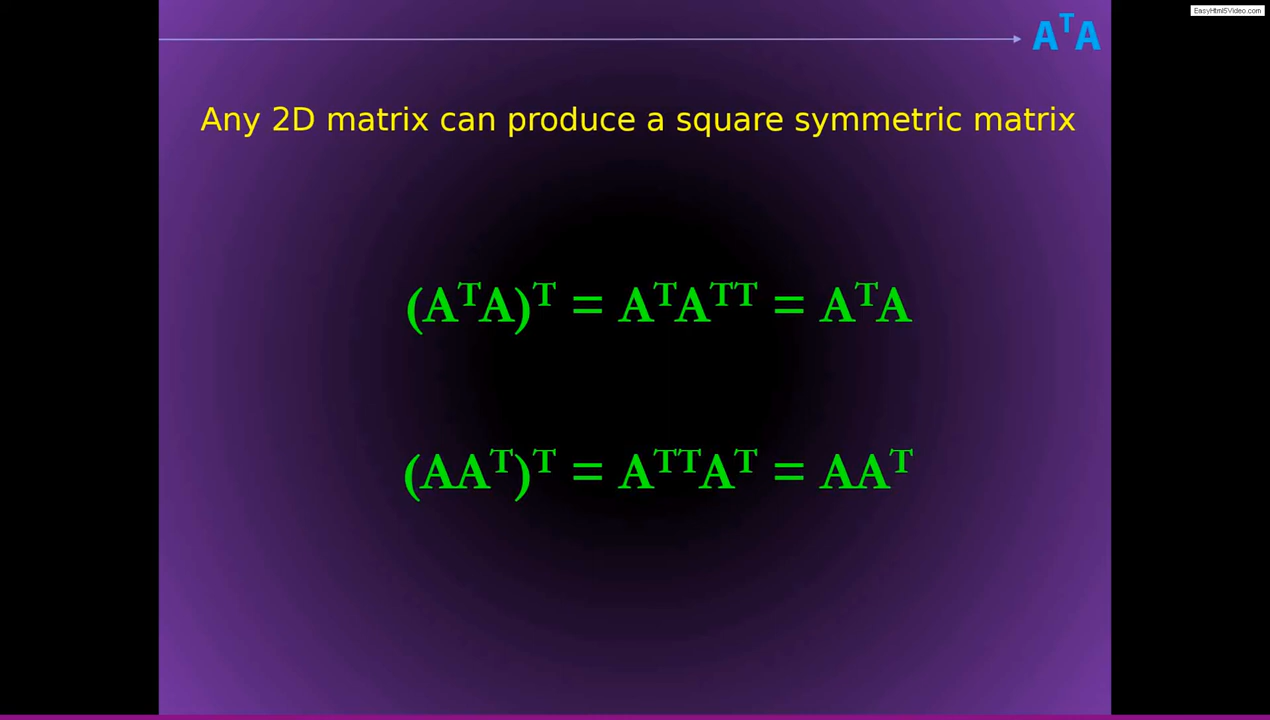 EasyHtml5Video.com
AᵀA
Any 2D matrix can produce a square symmetric matrix
(AᵀA)ᵀ = AᵀAᵀᵀ = AᵀA
(AAᵀ)ᵀ = AᵀᵀAᵀ = AAᵀ